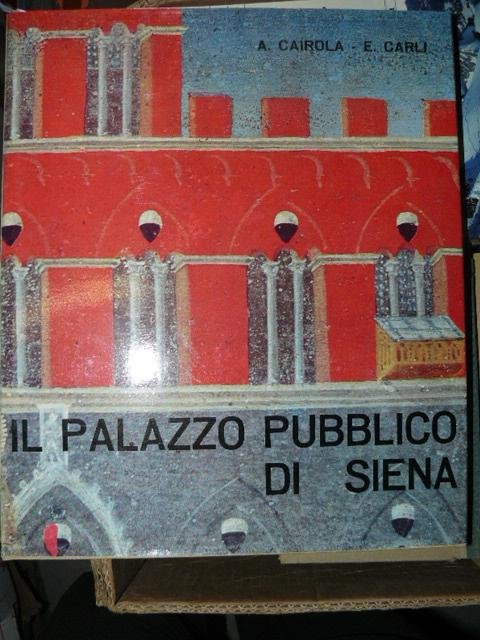 A. CAIROLA - E. CARLI
IL PALAZZO PUBBLICO
DI SIENA